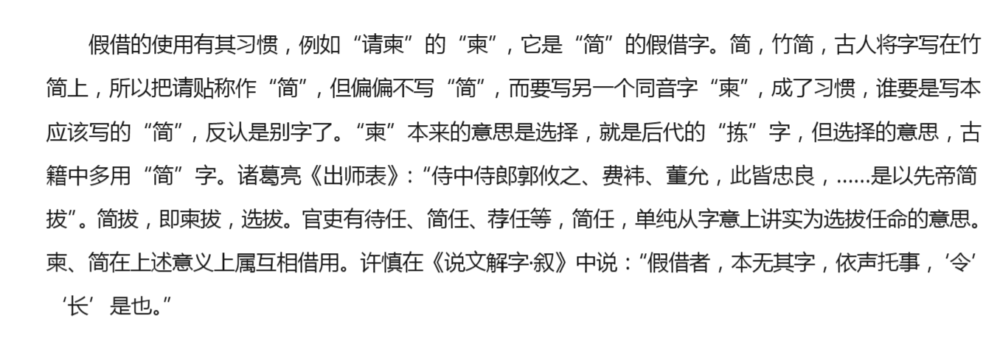 假借的使用有其习惯，例如“请柬”的“柬”，它是“简”的假借字。简，竹简，古人将字写在竹
简上，所以把请贴称作“简”，但偏偏不写“简”，而要写另一个同音字“柬”，成了习惯，谁要是写本
应该写的“简”，反认是别字了。“柬”本来的意思是选择，就是后代的“拣”字，但选择的意思，古
籍中多用“简”字。诸葛亮《出师表》：“侍中侍郎郭攸之、费祎、董允，此皆忠良，……是以先帝简
拔”。简拔，即柬拔，选拔。官吏有待任、简任、荐任等，简任，单纯从字意上讲实为选拔任命的意思。
柬、简在上述意义上属互相借用。许慎在《说文解字·叙》中说：“假借者，本无其字，依声托事，‘令’
‘长’是也。”